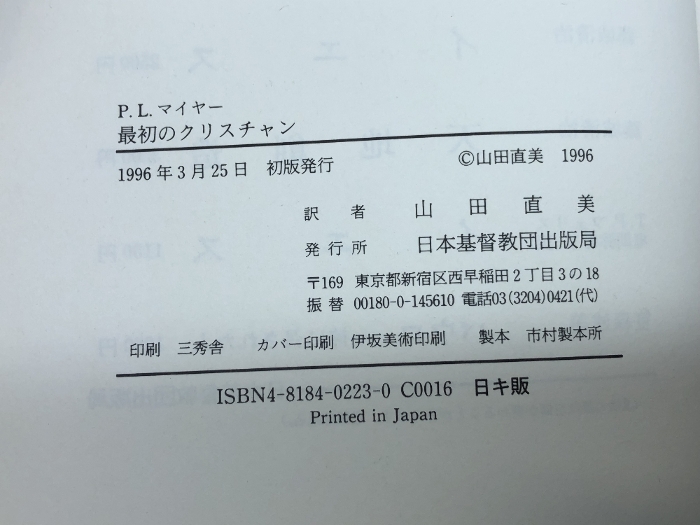 P.L.マイヤー
最初のクリスチャン
1996年3月25日 初版発行 ©山田直美 1996
訳者 山田直美
発行所 日本基督教団出版局
〒169 東京都新宿区西早稲田2丁目3の18
振替 00180-0-145610 電話03(3204)0421(代)
印刷 三秀舎 カバー印刷 伊坂美術印刷 製本 市村製本所
ISBN4-8184-0223-0 C0016 日キ販
Printed in Japan